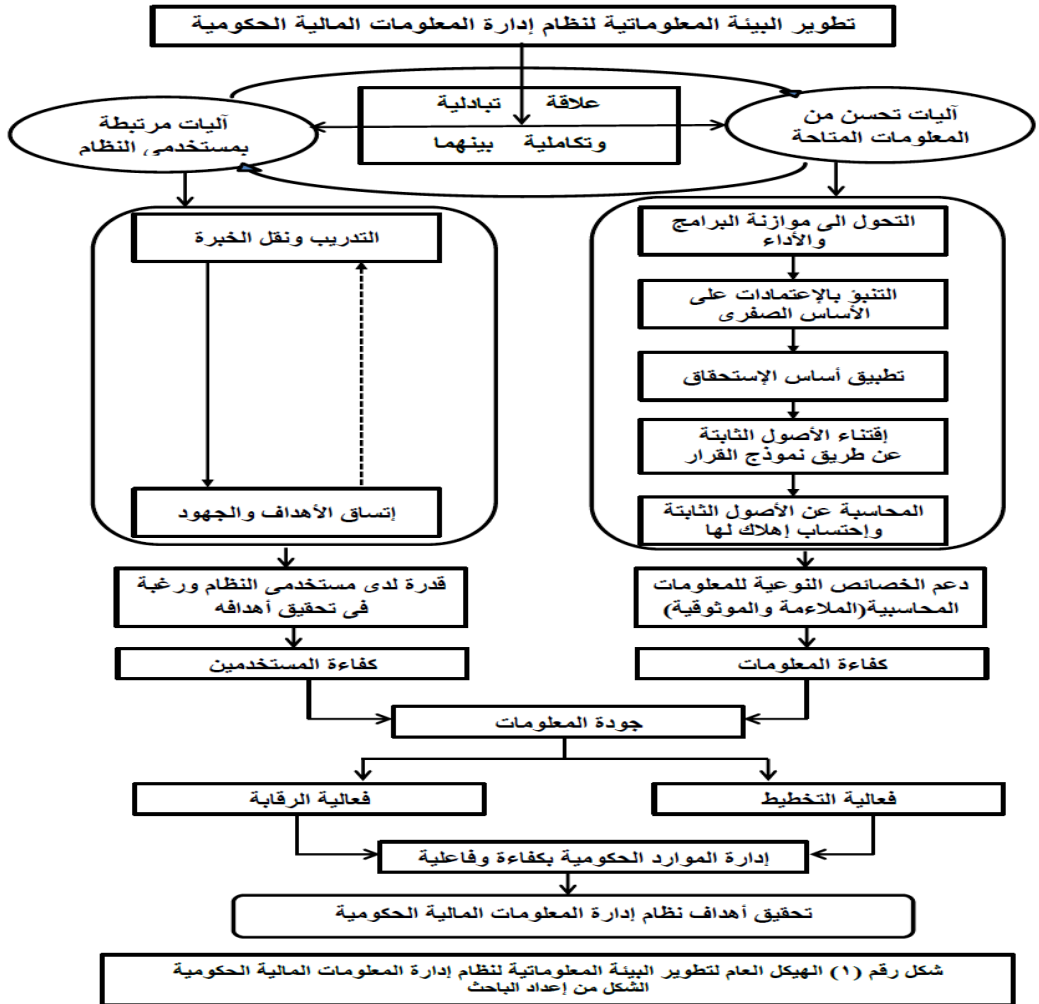 تطوير البيئة المعلوماتية لنظام إدارة المعلومات المالية الحكومية
علاقة تبادلية
وتكاملية بينهما
آليات تحسن من
المعلومات المتاحة
آليات مرتبطة
بمستخدمى النظام
التحول الى موازنة البرامج
والأداء
التنبؤ بالإعتمادات على
الأساس الصفرى
تطبيق أساس الإستحقاق
إقتناء الأصول الثابتة
عن طريق نموذج القرار
المحاسبة عن الأصول الثابتة
وإحتساب إهلاك لها
التدريب ونقل الخبرة
إتساق الأهداف والجهود
دعم الخصائص النوعية للمعلومات
المحاسبية(الملاءمة والموثوقية)
قدرة لدى مستخدمى النظام ورغبة
فى تحقيق أهدافه
كفاءة المعلومات
كفاءة المستخدمين
جودة المعلومات
فعالية التخطيط
فعالية الرقابة
إدارة الموارد الحكومية بكفاءة وفاعلية
تحقيق أهداف نظام إدارة المعلومات المالية الحكومية
شكل رقم (١) الهيكل العام لتطوير البيئة المعلوماتية لنظام إدارة المعلومات المالية الحكومية
الشكل من إعداد الباحث